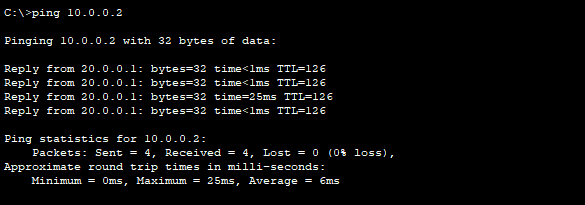 C:\>ping 10.0.0.2
Pinging 10.0.0.2 with 32 bytes of data:
Reply from 20.0.0.1: bytes=32 time<1ms TTL=126
Reply from 20.0.0.1: bytes=32 time<1ms TTL=126
Reply from 20.0.0.1: bytes=32 time=25ms TTL=126
Reply from 20.0.0.1: bytes=32 time<1ms TTL=126
Ping statistics for 10.0.0.2:
Packets: Sent = 4, Received = 4, Lost = 0 (0% loss),
Approximate round trip times in milli-seconds:
Minimum = 0ms, Maximum = 25ms, Average = 6ms